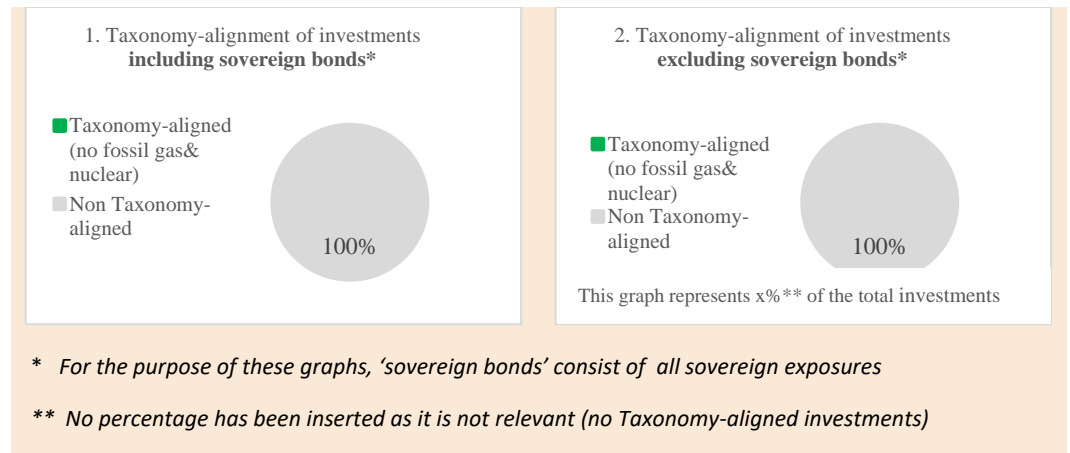 1. Taxonomy-alignment of investments
including sovereign bonds*
Taxonomy-aligned
(no fossil gas&
nuclear)
Non Taxonomy-
aligned
100%
2. Taxonomy-alignment of investments
excluding sovereign bonds*
Taxonomy-aligned
(no fossil gas&
nuclear)
Non Taxonomy-
aligned
100%
This graph represents x%** of the total investments
* For the purpose of these graphs, ‘sovereign bonds’ consist of all sovereign exposures
** No percentage has been inserted as it is not relevant (no Taxonomy-aligned investments)